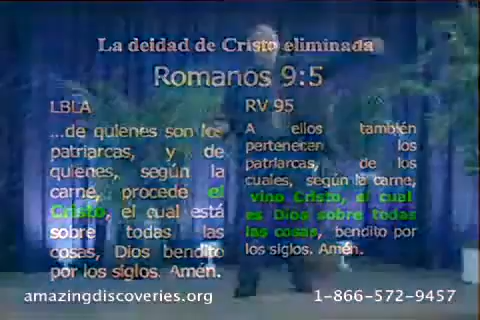 La deidad de Cristo eliminada
Romanos 9:5
LBLA
...de quienes son los
patriarcas, y de
quienes, según la
carne, procede el
Cristo, el cual está
sobre todas las
cosas, Dios bendito
por los siglos. Amén.
RV 95
A ellos también
pertenecen los
patriarcas, de los
cuales, según la carne,
vino Cristo, el cual
es Dios sobre todas
las cosas, bendito por
los siglos. Amén.
amazingdiscoveries.org
1-866-572-9457